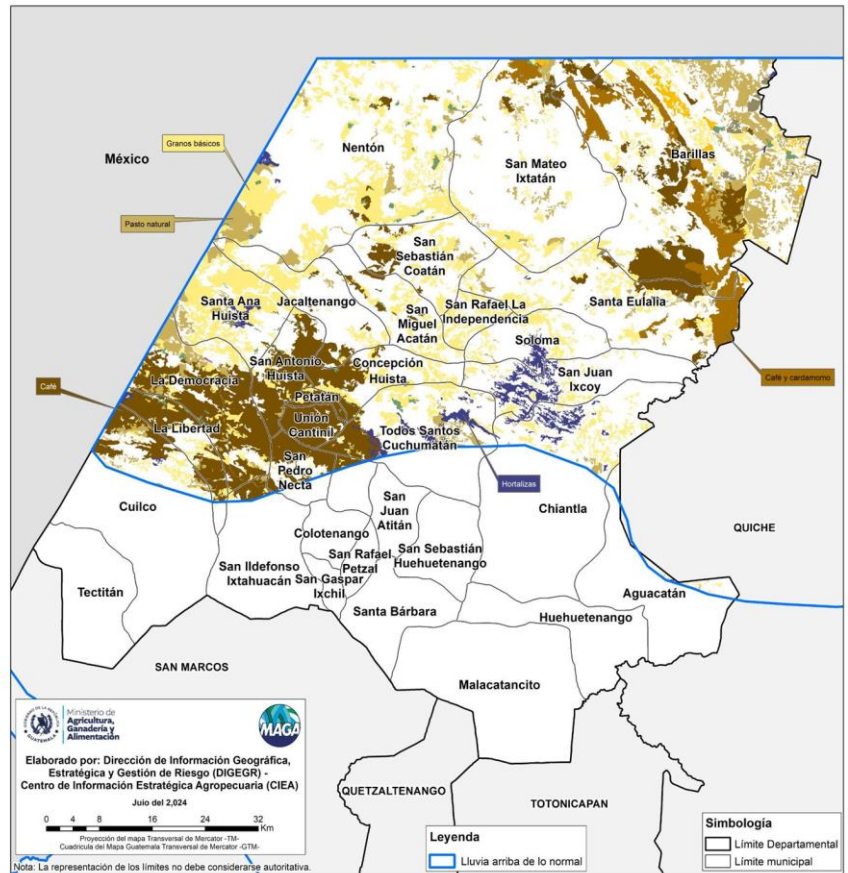 México
Granos básicos
Nentón
San Mateo
Ixtatán
Barillas
Pasto natural
San
Sebastián
Coatán
Santa Ana
Huista
Jacaltenango
San
Miguel
Acatán
San Rafael La
Independencia
Santa Eulalia
Soloma
San Juan
Ixcoy
Café y cardamomo
San Antonio
Huista
Concepción
Huista
Café
La Democracia
Petatán
La Libertad
Unión
Cantinil
Todos Santos
Cuchumatán
San
Pedro
Necta
Hortalizas
Cuilco
San
Juan
Atitán
Chiantla
QUICHE
Colotenango
San Rafael
Petzal
San Sebastián
Huehuetenango
San Ildefonso
Ixtahuacán
San Gaspar
Ixchil
Tectitán
Aguacatán
Santa Bárbara
Huehuetenango
SAN MARCOS
Malacatancito
GOBIERNO DE LA REPÚBLICA
GUATEMALA
Ministerio de
Agricultura,
Ganadería y
Alimentación
MAGA
Elaborado por: Dirección de Información Geográfica,
Estratégica y Gestión de Riesgo (DIGEGR) -
Centro de Información Estratégica Agropecuaria (CIEA)
Juio del 2,024
0 4 8 16 24 32
Km
Proyección del mapa Transversal de Mercator -TM-
Cuadricula del Mapa Guatemala Transversal de Mercator -GTM-
Nota: La representación de los límites no debe considerarse autoritativa.
QUETZALTENANGO
TOTONICAPAN
Leyenda
Lluvia arriba de lo normal
Simbología
Límite Departamental
Límite municipal